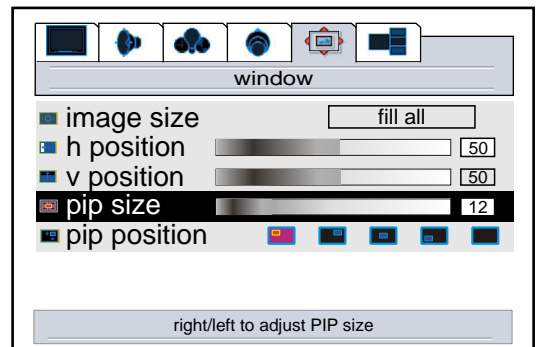 window
image size fill all
h position 50
v position 50
pip size 12
pip position
right/left to adjust PIP size